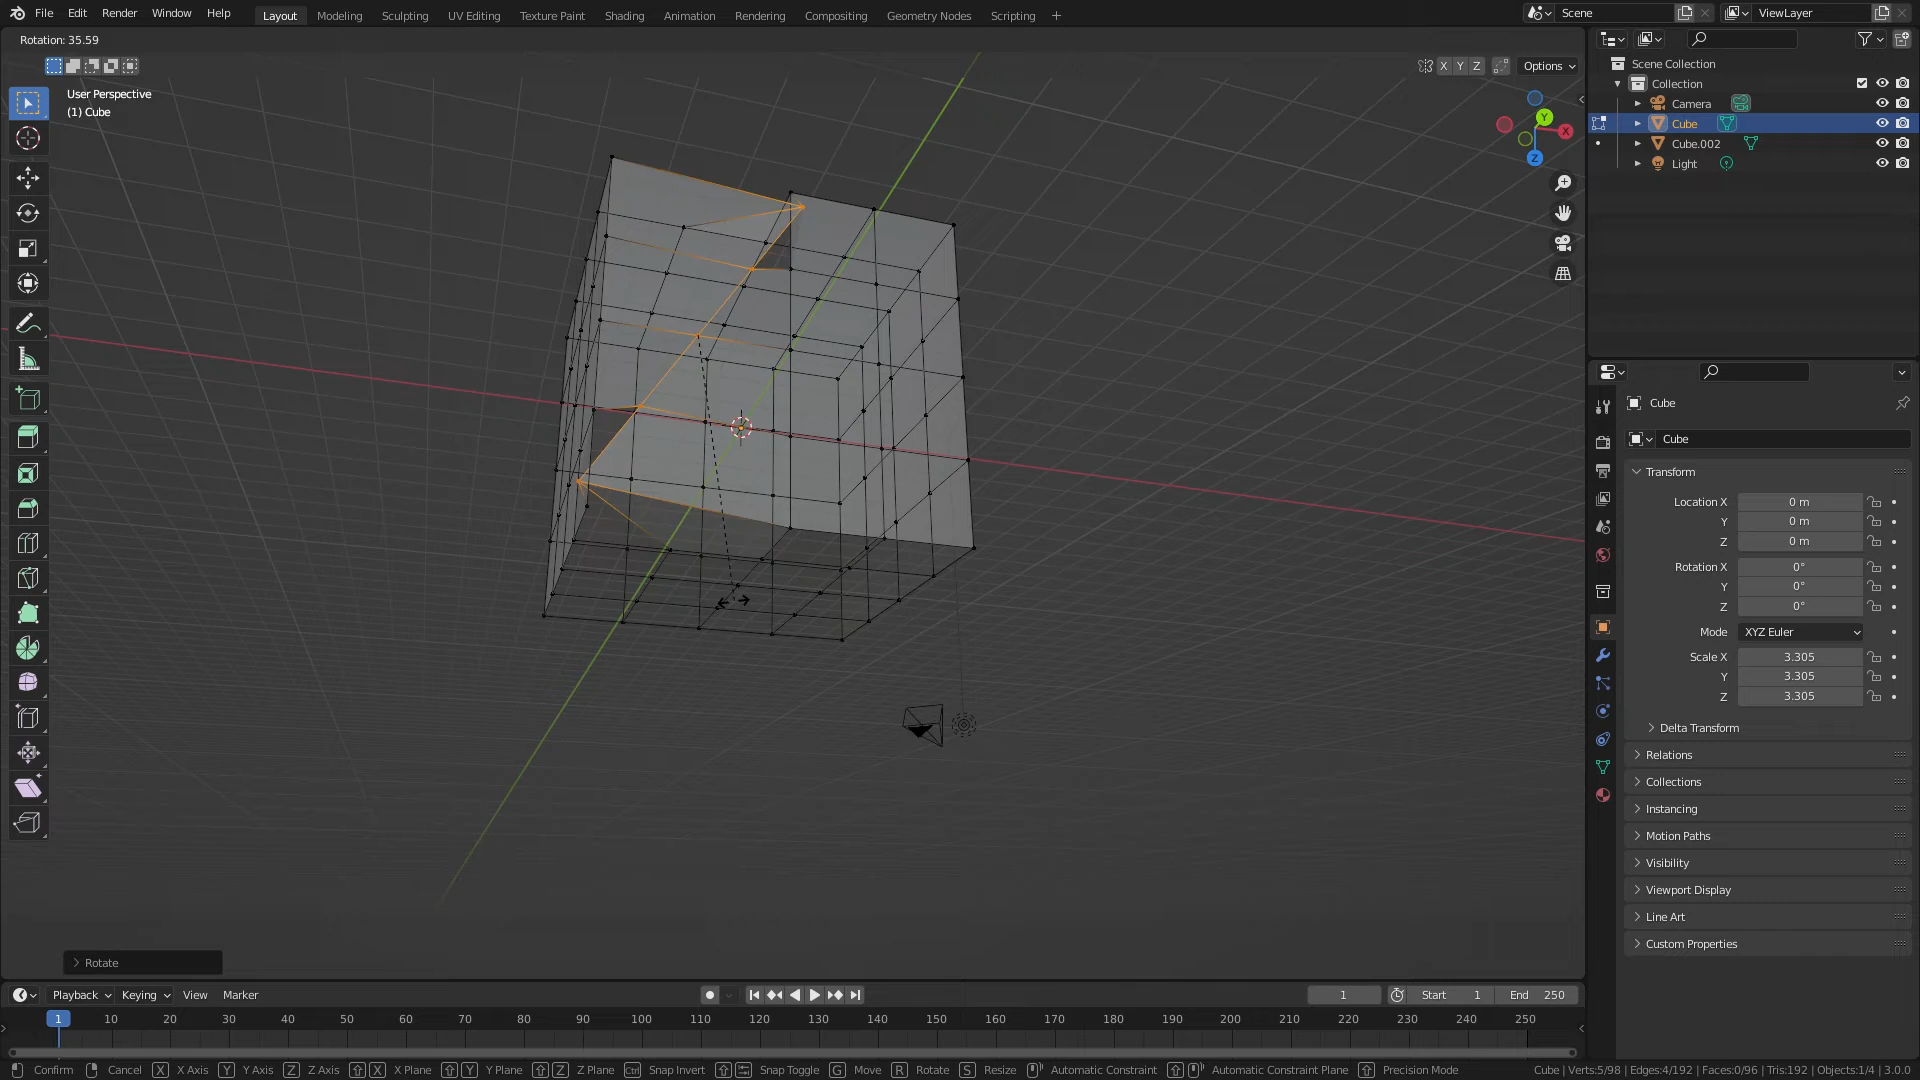 File Edit Render Window Help Layout Modeling Sculpting UV Editing Texture Paint Shading Animation Rendering Compositing Geometry Nodes Scripting + Scene ViewLayer
Rotation: 35.59
X Y Z Options
User Perspective
(1) Cube
Y
X
Z
Scene Collection
Collection
Camera
Cube
Cube.002
Light
Cube
Cube
Transform
Location X 0 m
Y 0 m
Z 0 m
Rotation X 0°
Y 0°
Z 0°
Mode XYZ Euler
Scale X 3.305
Y 3.305
Z 3.305
Delta Transform
Relations
Collections
Instancing
Motion Paths
Visibility
Viewport Display
Line Art
Custom Properties
Rotate
Playback Keying View Marker 1 Start 1 End 250
1 10 20 30 40 50 60 70 80 90 100 110 120 130 140 150 160 170 180 190 200 210 220 230 240 250
Confirm Cancel X X Axis Y Y Axis Z Z Axis X X Plane Y Y Plane Z Z Plane Ctrl Snap Invert Snap Toggle G Move R Rotate S Resize Automatic Constraint Automatic Constraint Plane Precision Mode Cube | Verts:5/98 | Edges:4/192 | Faces:0/96 | Tris:192 | Objects:1/4 | 3.0.0